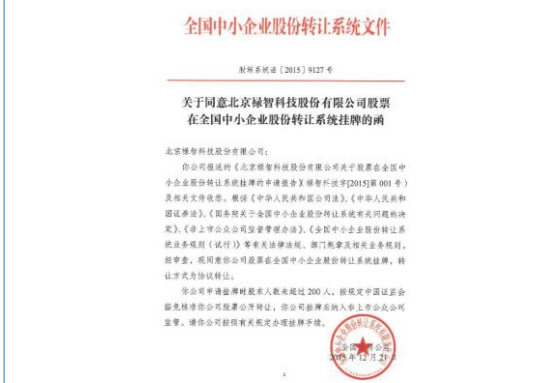 全国中小企业股份转让系统文件
股转系统函〔2015〕9127号
关于同意北京禄智科技股份有限公司股票
在全国中小企业股份转让系统挂牌的函
北京禄智科技股份有限公司：
你公司报送的《北京禄智科技股份有限公司关于股票在全国中
小企业股份转让系统挂牌的申请报告》（禄智科技字[2015]第001号）
及相关文件收悉。根据《中华人民共和国公司法》、《中华人民共和
国证券法》、《国务院关于全国中小企业股份转让系统有关问题的决
定》、《非上市公众公司监督管理办法》、《全国中小企业股份转让系
统业务规则（试行）》等有关法律法规、部门规章及相关业务规则，
经审查，现同意你公司股票在全国中小企业股份转让系统挂牌，转
让方式为协议转让。
你公司申请挂牌时股东人数未超过200人，按规定中国证监会
豁免核准你公司股票公开转让，你公司挂牌后纳入非上市公众公司
监管。请你公司按照有关规定办理挂牌手续。
2015年12月21